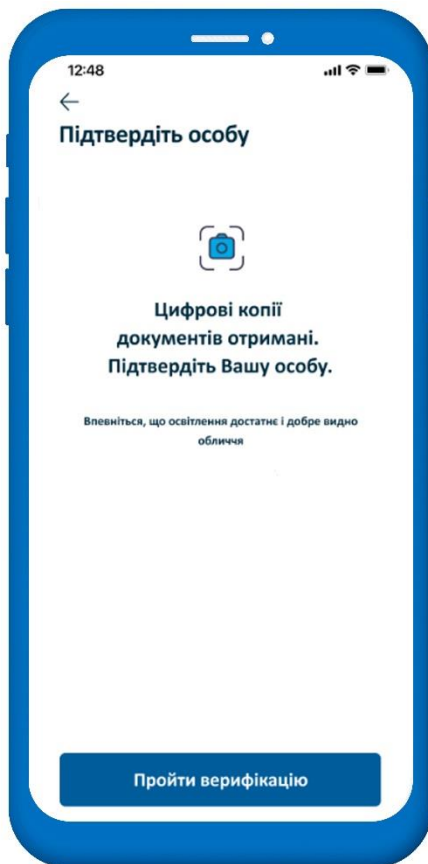 12:48
Підтвердіть особу
Цифрові копії
документів отримані.
Підтвердіть Вашу особу.
Впевніться, що освітлення достатнє і добре видно
обличчя
Пройти верифікацію